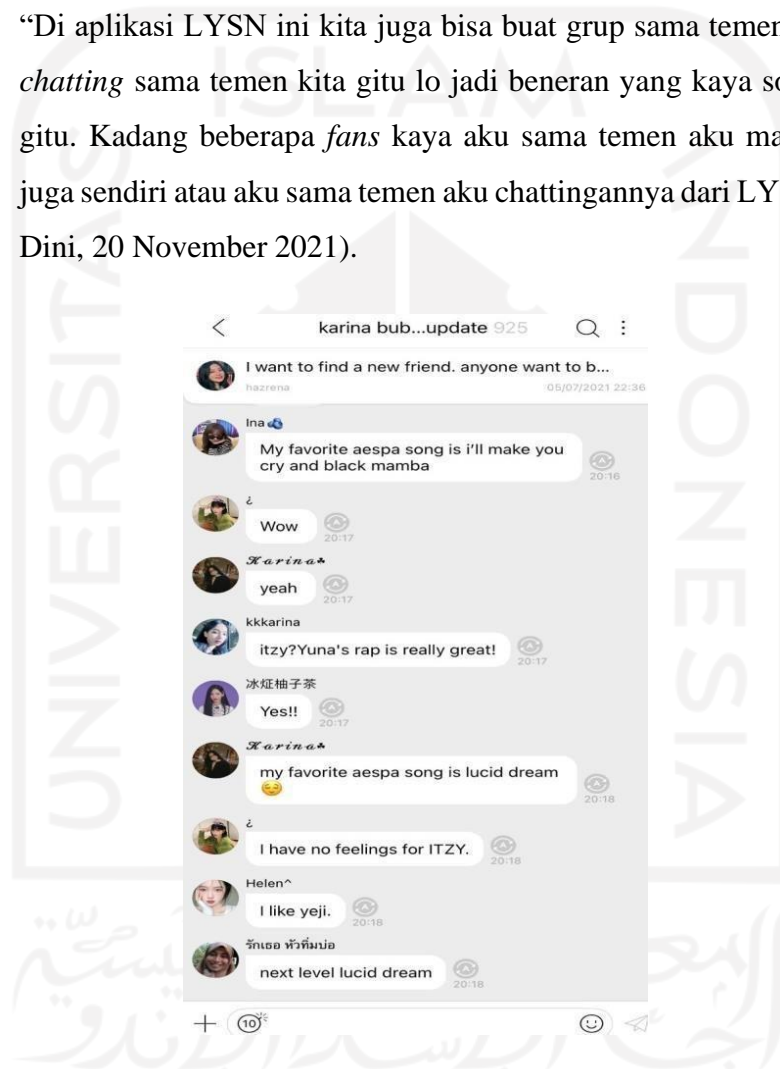 “Di aplikasi LYSN ini kita juga bisa buat grup sama temen
chatting sama temen kita gitu lo jadi beneran yang kaya
gitu. Kadang beberapa fans kaya aku sama temen aku
juga sendiri atau aku sama temen aku chattingannya dari
Dini, 20 November 2021).
karina bub...update 925
I want to find a new friend. anyone want to b...
hazrena 05/07/2021 22:36
Ina
My favorite aespa song is i’ll make you
cry and black mamba
20:16
¿
Wow
20:17
𝒦𝒶𝓇𝒾𝓃𝒶♣
yeah
20:17
kkkarina
itzy?Yuna's rap is really great!
20:17
冰炡柚子茶
Yes!!
20:17
𝒦𝒶𝓇𝒾𝓃𝒶♣
my favorite aespa song is lucid dream
😌
20:18
¿
I have no feelings for ITZY.
20:18
Helen^
I like yeji.
20:18
รักเธอ ทัวที่มบ่อ
next level lucid dream
20:18
10
UNIVERSITAS
ISLAM
INDONESIA